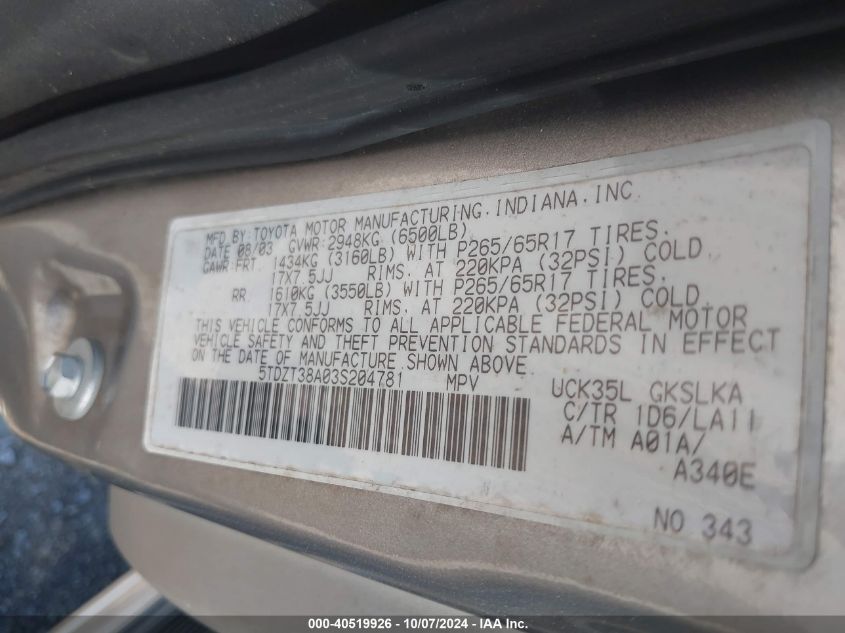 MFD BY: TOYOTA MOTOR MANUFACTURING, INDIANA, INC
DATE 08/03 GVWR: 2948KG (6500LB)
GAWR FRT. 1434KG (3160LB) WITH P265/65R17 TIRES.
17X7.5JJ RIMS. AT 220KPA (32PSI) COLD
RR. 1610KG (3550LB) WITH P265/65R17 TIRES.
17X7.5JJ RIMS. AT 220KPA (32PSI) COLD
THIS VEHICLE CONFORMS TO ALL APPLICABLE FEDERAL MOTOR
VEHICLE SAFETY AND THEFT PREVENTION STANDARDS IN EFFECT
ON THE DATE OF MANUFACTURE SHOWN ABOVE.
5TDZT38A03S204781 MPV
UCK35L GKSLKA
C/TR 1D6/LA11
A/TM A01A/
A340E
NO 343
000-40519926 - 10/07/2024 - IAA Inc.